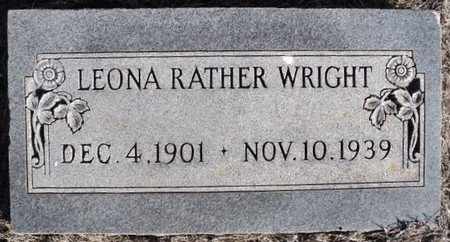 LEONA RATHER WRIGHT
DEC. 4. 1901 · NOV. 10. 1939